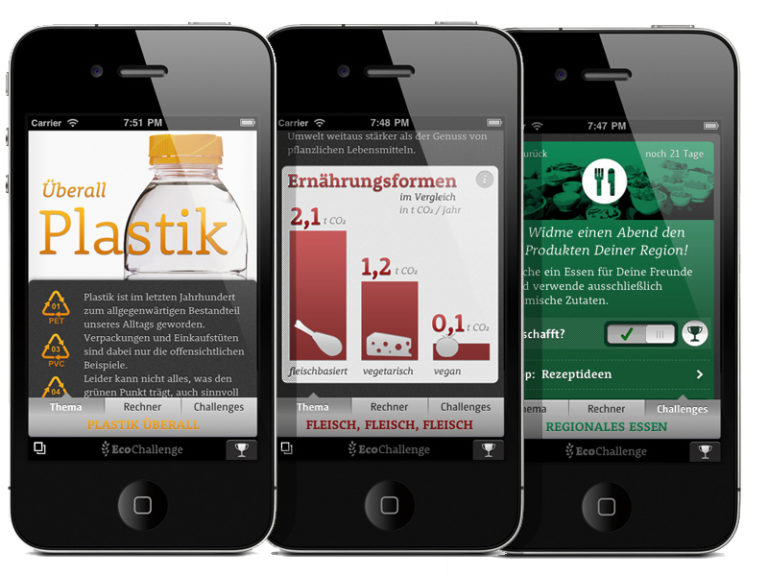 Carrier
7:51 PM
Überall
Plastik
01
PET
03
PVC
04
Plastik ist im letzten Jahrhundert
zum allgegenwärtigen Bestandteil
unseres Alltags geworden.
Verpackungen und Einkaufstüten
sind dabei nur die offensichtlichen
Beispiele.
Leider kann nicht alles, was den
grünen Punkt trägt, auch sinnvoll
Thema Rechner Challenges
PLASTIK ÜBERALL
EcoChallenge
Carrier
7:48 PM
Umwelt weitaus stärker als der Genuss von
pflanzlichen Lebensmitteln.
Ernährungsformen
i
im Vergleich
in t CO₂ / Jahr
2,1 t CO₂
1,2 t CO₂
0,1 t CO₂
fleischbasiert vegetarisch vegan
Thema Rechner Challenges
FLEISCH, FLEISCH, FLEISCH
EcoChallenge
r
7:47 PM
urück
noch 21 Tage
Widme einen Abend den
Produkten Deiner Region!
che ein Essen für Deine Freunde
d verwende ausschließlich
mische Zutaten.
schafft?
p: Rezeptideen
hema Rechner Challenges
REGIONALES ESSEN
EcoChallenge